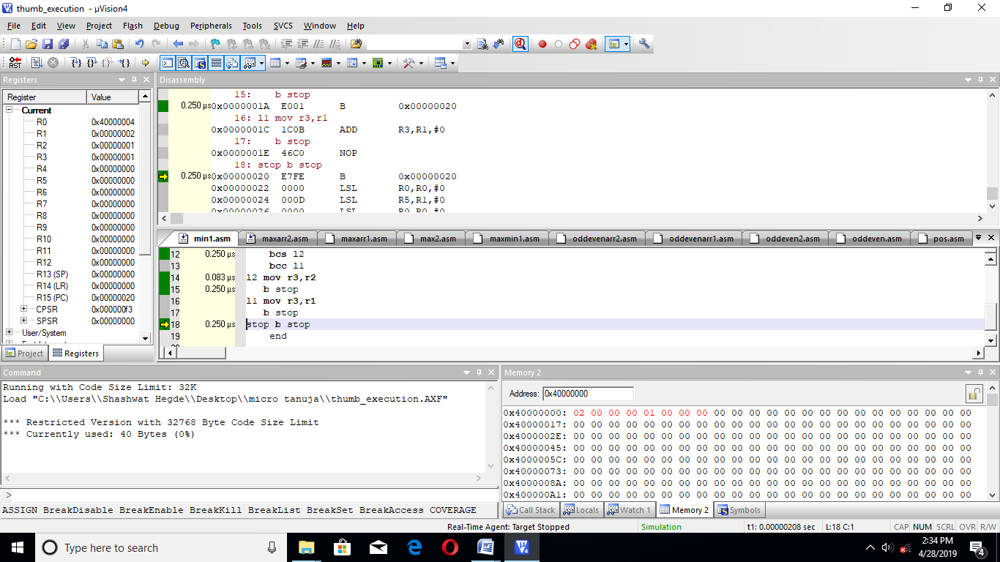 thumb_execution - µVision4
File Edit View Project Flash Debug Peripherals Tools SVCS Window Help
RST
Registers
Register Value
Current
R0 0x40000004
R1 0x00000002
R2 0x00000001
R3 0x00000001
R4 0x00000000
R5 0x00000000
R6 0x00000000
R7 0x00000000
R8 0x00000000
R9 0x00000000
R10 0x00000000
R11 0x00000000
R12 0x00000000
R13 (SP) 0x00000000
R14 (LR) 0x00000000
R15 (PC) 0x00000020
CPSR 0x000000f3
SPSR 0x00000000
User/System
Project Registers
Disassembly
15: b stop
0.250 µs 0x0000001A E001 B 0x00000020
16: l1 mov r3,r1
0x0000001C 1C0B ADD R3,R1,#0
17: b stop
0x0000001E 46C0 NOP
18: stop b stop
0.250 µs 0x00000020 E7FE B 0x00000020
0x00000022 0000 LSL R0,R0,#0
0x00000024 000D LSL R5,R1,#0
0x00000026 0000 LSL R0,R0,#0
min1.asm maxarr2.asm maxarr1.asm max2.asm maxmin1.asm oddevenarr2.asm oddevenarr1.asm oddeven2.asm oddeven.asm pos.asm
12 0.250 µs bcs l2
13 bcc l1
14 0.083 µs l2 mov r3,r2
15 0.250 µs b stop
16 l1 mov r3,r1
17 b stop
18 0.250 µs stop b stop
19 end
20
Command
Running with Code Size Limit: 32K
Load "C:\\Users\\Shashwat Hegde\\Desktop\\micro tanuja\\thumb_execution.AXF"
*** Restricted Version with 32768 Byte Code Size Limit
*** Currently used: 40 Bytes (0%)
>
ASSIGN BreakDisable BreakEnable BreakKill BreakList BreakSet BreakAccess COVERAGE
Memory 2
Address: 0x40000000
0x40000000: 02 00 00 00 01 00 00 00 00 00 00 00 00 00 00 00 00 00 00 00 00 00 00
0x40000017: 00 00 00 00 00 00 00 00 00 00 00 00 00 00 00 00 00 00 00 00 00 00 00
0x4000002E: 00 00 00 00 00 00 00 00 00 00 00 00 00 00 00 00 00 00 00 00 00 00 00
0x40000045: 00 00 00 00 00 00 00 00 00 00 00 00 00 00 00 00 00 00 00 00 00 00 00
0x4000005C: 00 00 00 00 00 00 00 00 00 00 00 00 00 00 00 00 00 00 00 00 00 00 00
0x40000073: 00 00 00 00 00 00 00 00 00 00 00 00 00 00 00 00 00 00 00 00 00 00 00
0x4000008A: 00 00 00 00 00 00 00 00 00 00 00 00 00 00 00 00 00 00 00 00 00 00 00
0x400000A1: 00 00 00 00 00 00 00 00 00 00 00 00 00 00 00 00 00 00 00 00 00 00 00
Call Stack Locals Watch 1 Memory 2 Symbols
Real-Time Agent: Target Stopped Simulation t1: 0.00000208 sec L:18 C:1 CAP NUM SCRL OVR R/W
Type here to search
2:34 PM
4/28/2019
4